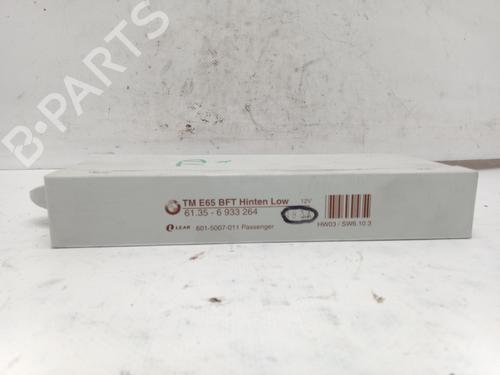 B-PARTS
TM E65 BFT Hinten Low 12V
61.35 - 6 933 264
LEAR 601-5007-011 Passenger
HW03 / SW6.10.3